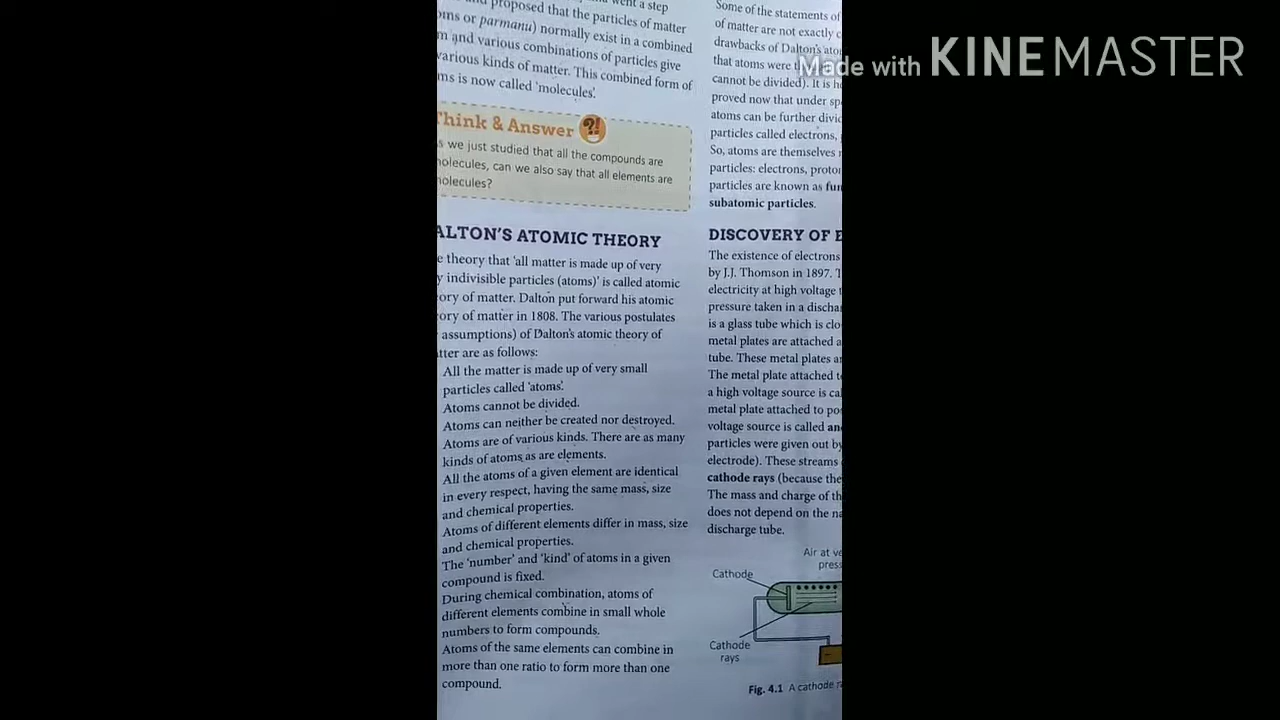 went a step
proposed that the particles of matter
oms or parmanu) normally exist in a combined
m and various combinations of particles give
various kinds of matter. This combined form of
ms is now called 'molecules'.
Think & Answer ?!
s we just studied that all the compounds are
molecules, can we also say that all elements are
molecules?
ALTON'S ATOMIC THEORY
e theory that 'all matter is made up of very
y indivisible particles (atoms)' is called atomic
ory of matter. Dalton put forward his atomic
ory of matter in 1808. The various postulates
assumptions) of Dalton's atomic theory of
tter are as follows:
All the matter is made up of very small
particles called 'atoms'.
Atoms cannot be divided.
Atoms can neither be created nor destroyed.
Atoms are of various kinds. There are as many
kinds of atoms as are elements.
All the atoms of a given element are identical
in every respect, having the same mass, size
and chemical properties.
Atoms of different elements differ in mass, size
and chemical properties.
The 'number' and 'kind' of atoms in a given
compound is fixed.
During chemical combination, atoms of
different elements combine in small whole
numbers to form compounds.
Atoms of the same elements can combine in
more than one ratio to form more than one
compound.
Some of the statements of
of matter are not exactly c
drawbacks of Dalton's ato
that atoms were
cannot be divided). It is
proved now that under sp
atoms can be further divi
particles called electrons,
So, atoms are themselves
particles: electrons, proto
particles are known as fun
subatomic particles.
DISCOVERY OF E
The existence of electrons
by J.J. Thomson in 1897.
electricity at high voltage
pressure taken in a discha
is a glass tube which is clo
metal plates are attached a
tube. These metal plates a
The metal plate attached t
a high voltage source is ca
metal plate attached to po
voltage source is called an
particles were given out by
electrode). These streams
cathode rays (because the
The mass and charge of th
does not depend on the na
discharge tube.
Air at ve
press
Cathode
Cathode
rays
Fig. 4.1 A cathode r
Made with KINEMASTER